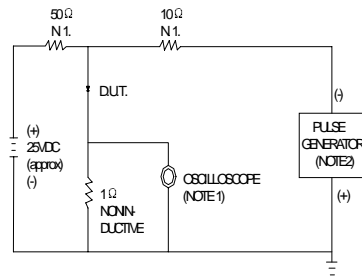 50Ω
N 1.
10Ω
N 1.
D.U.T.
(+)
25VDC
(approx)
(-)
1Ω
NONIN-
DUCTIVE
OSCILLOSCOPE
(NOTE 1)
(-)
PULSE
GENERATOR
(NOTE2)
(+)